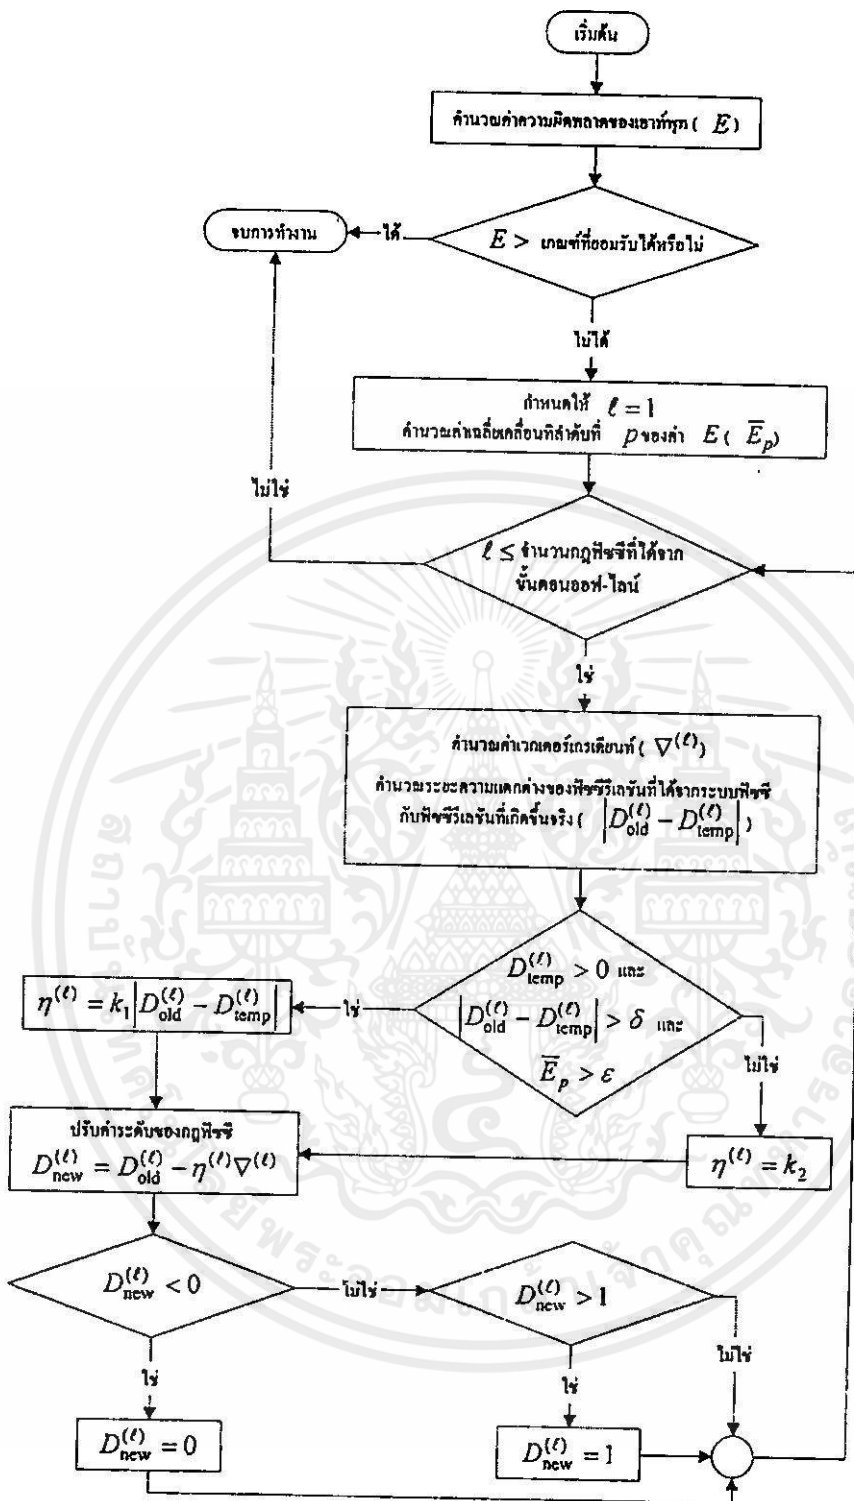 เริ่มต้น
คำนวณค่าความผิดพลาดของเอาท์พุท ( E )
E > เกณฑ์ที่ยอมรับได้หรือไม่
ได้
จบการทำงาน
ไม่ได้
กำหนดให้ ℓ = 1
คำนวณค่าเฉลี่ยเคลื่อนที่ลำดับที่ p ของค่า E ( E̅_p )
ไม่ใช่
ℓ ≤ จำนวนกฎฟัซซีที่ได้จาก
ขั้นตอนออฟ-ไลน์
ใช่
คำนวณค่าเวกเตอร์เกรเดียนท์ ( ∇^(ℓ) )
คำนวณระยะความแตกต่างของฟัซซีรีเลชันที่ได้จากระบบฟัซซี
กับฟัซซีรีเลชันที่เกิดขึ้นจริง ( |D_old^(ℓ) − D_temp^(ℓ)| )
D_temp^(ℓ) > 0 และ
|D_old^(ℓ) − D_temp^(ℓ)| > δ และ
E̅_p > ε
ใช่
η^(ℓ) = k_1 |D_old^(ℓ) − D_temp^(ℓ)|
ไม่ใช่
η^(ℓ) = k_2
ปรับค่าระดับของกฎฟัซซี
D_new^(ℓ) = D_old^(ℓ) − η^(ℓ) ∇^(ℓ)
D_new^(ℓ) < 0
ไม่ใช่
D_new^(ℓ) > 1
ไม่ใช่
ใช่
ใช่
D_new^(ℓ) = 0
D_new^(ℓ) = 1